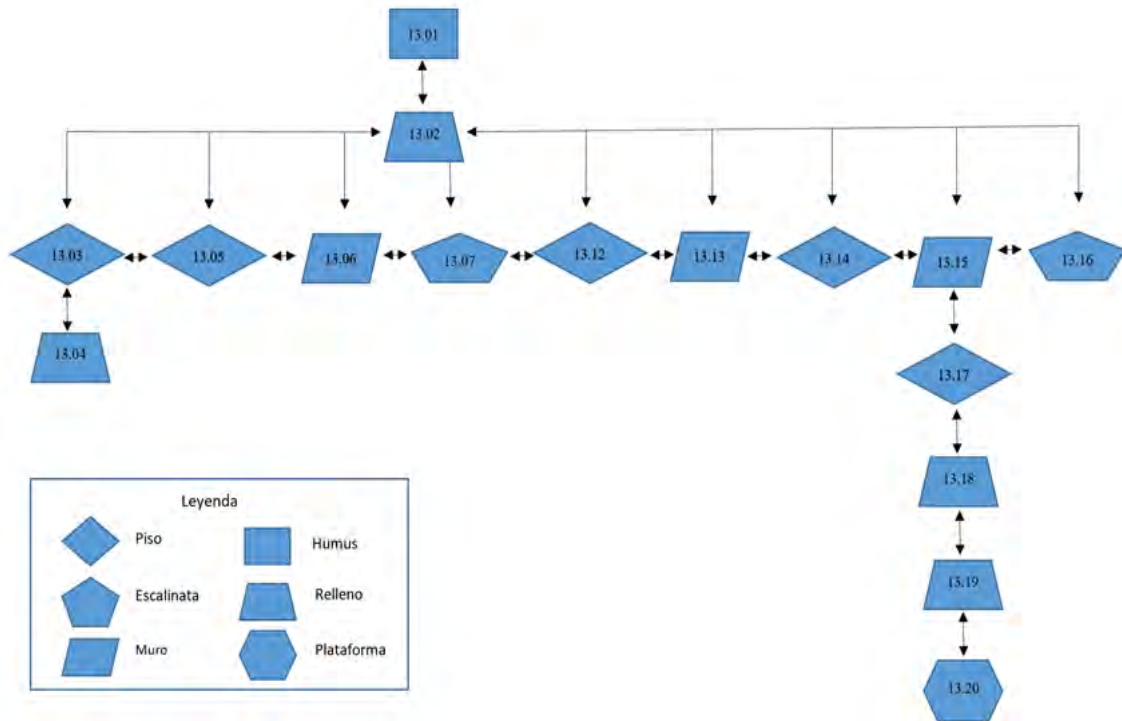 13.01
13.02
13.03
13.05
13.06
13.07
13.12
13.13
13.14
13.15
13.16
13.04
13.17
13.18
13.19
13.20
Leyenda
Piso
Humus
Escalinata
Relleno
Muro
Plataforma